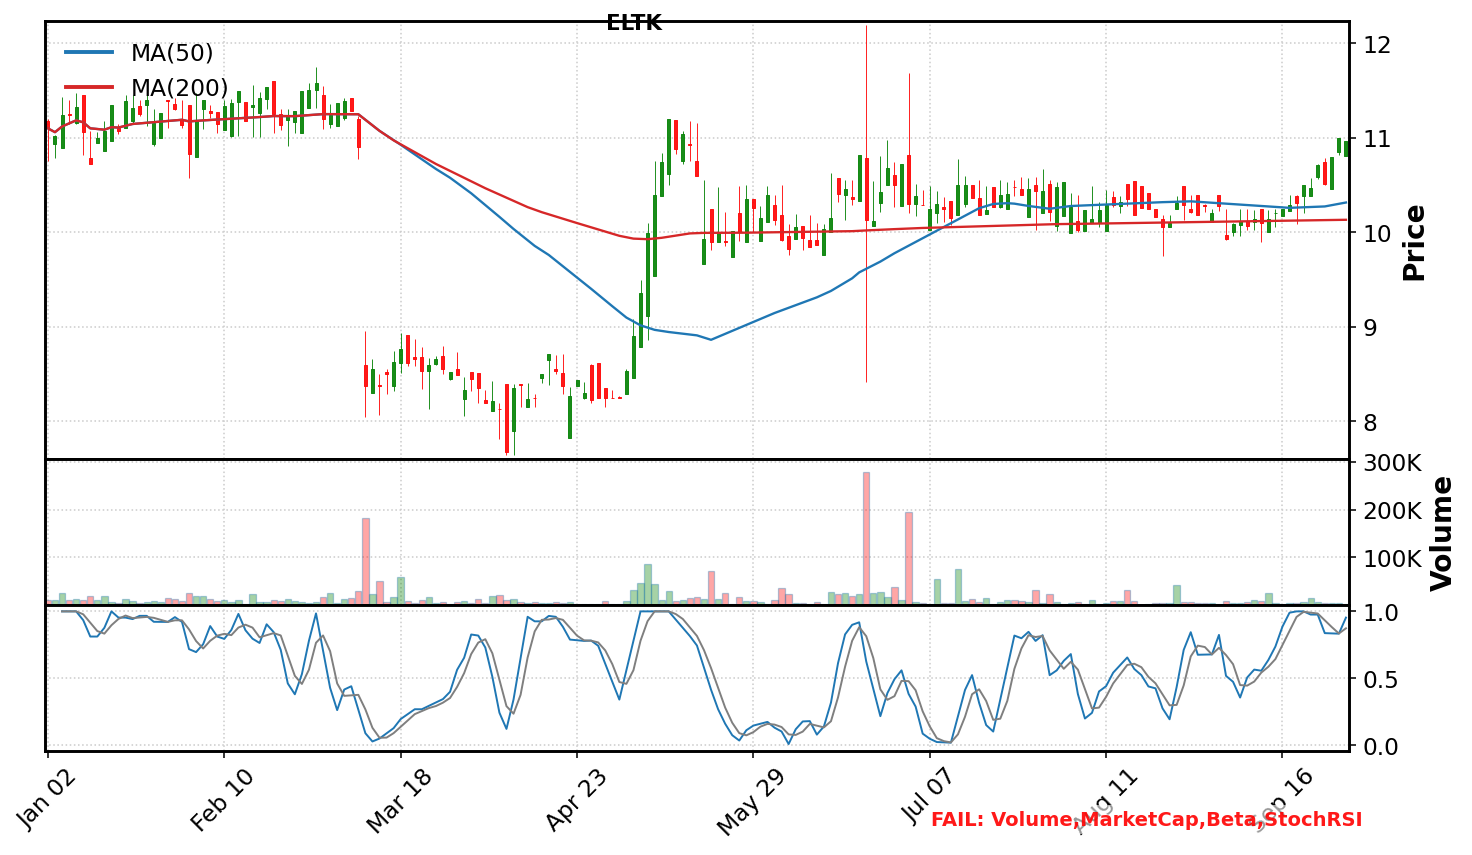 ELTK
MA(50)
MA(200)
12
11
10
9
8
Price
300K
200K
100K
Volume
1.0
0.5
0.0
Jan 02
Feb 10
Mar 18
Apr 23
May 29
Jul 07
Aug 11
Sep 16
FAIL: Volume,MarketCap,Beta,StochRSI